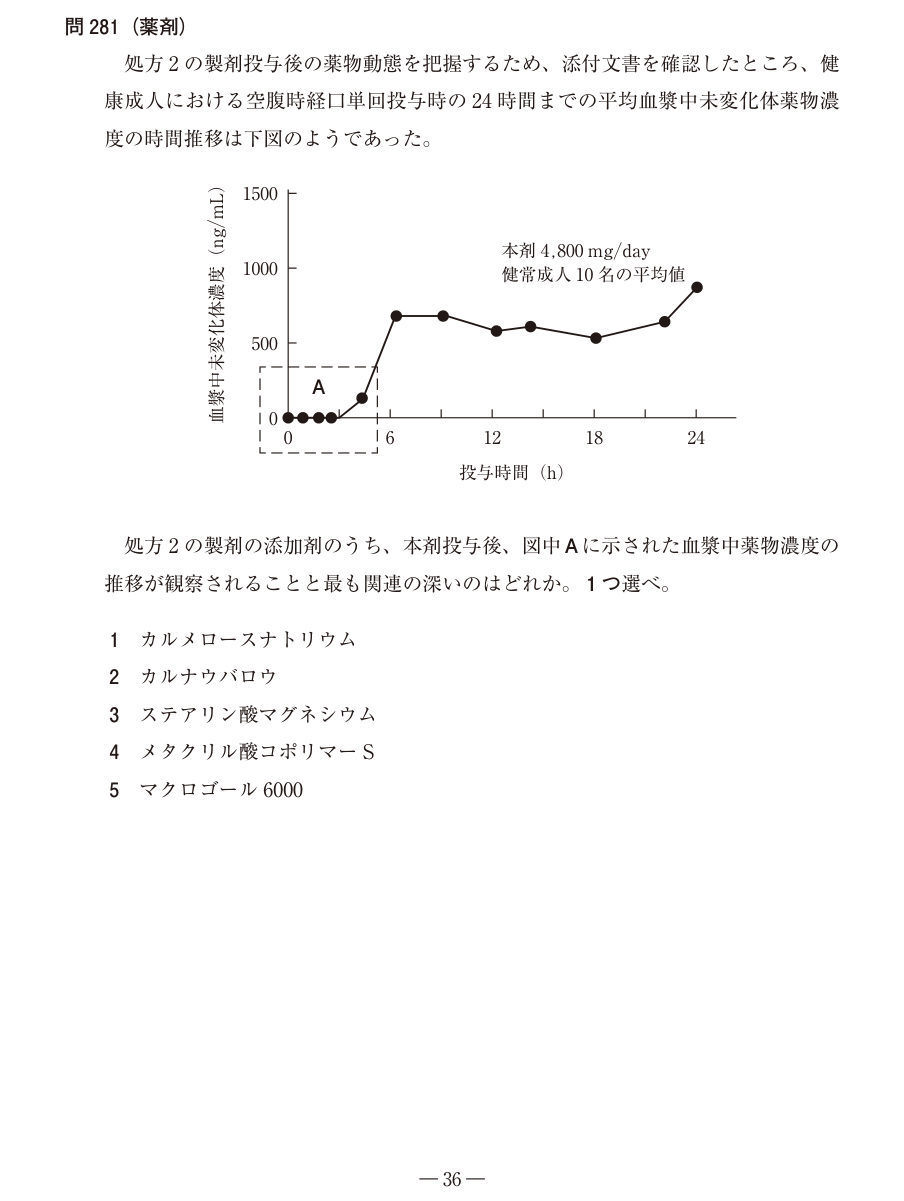 問 281（薬剤）
処方２の製剤投与後の薬物動態を把握するため、添付文書を確認したところ、健
康成人における空腹時経口単回投与時の 24 時間までの平均血漿中未変化体薬物濃
度の時間推移は下図のようであった。
血漿中未変化体濃度（ng/mL）
1500
1000
500
0
本剤 4,800 mg/day
健常成人 10 名の平均値
A
0 6 12 18 24
投与時間（h）
処方２の製剤の添加剤のうち、本剤投与後、図中 A に示された血漿中薬物濃度の
推移が観察されることと最も関連の深いのはどれか。１つ選べ。
1 カルメロースナトリウム
2 カルナウバロウ
3 ステアリン酸マグネシウム
4 メタクリル酸コポリマー S
5 マクロゴール 6000
― 36 ―